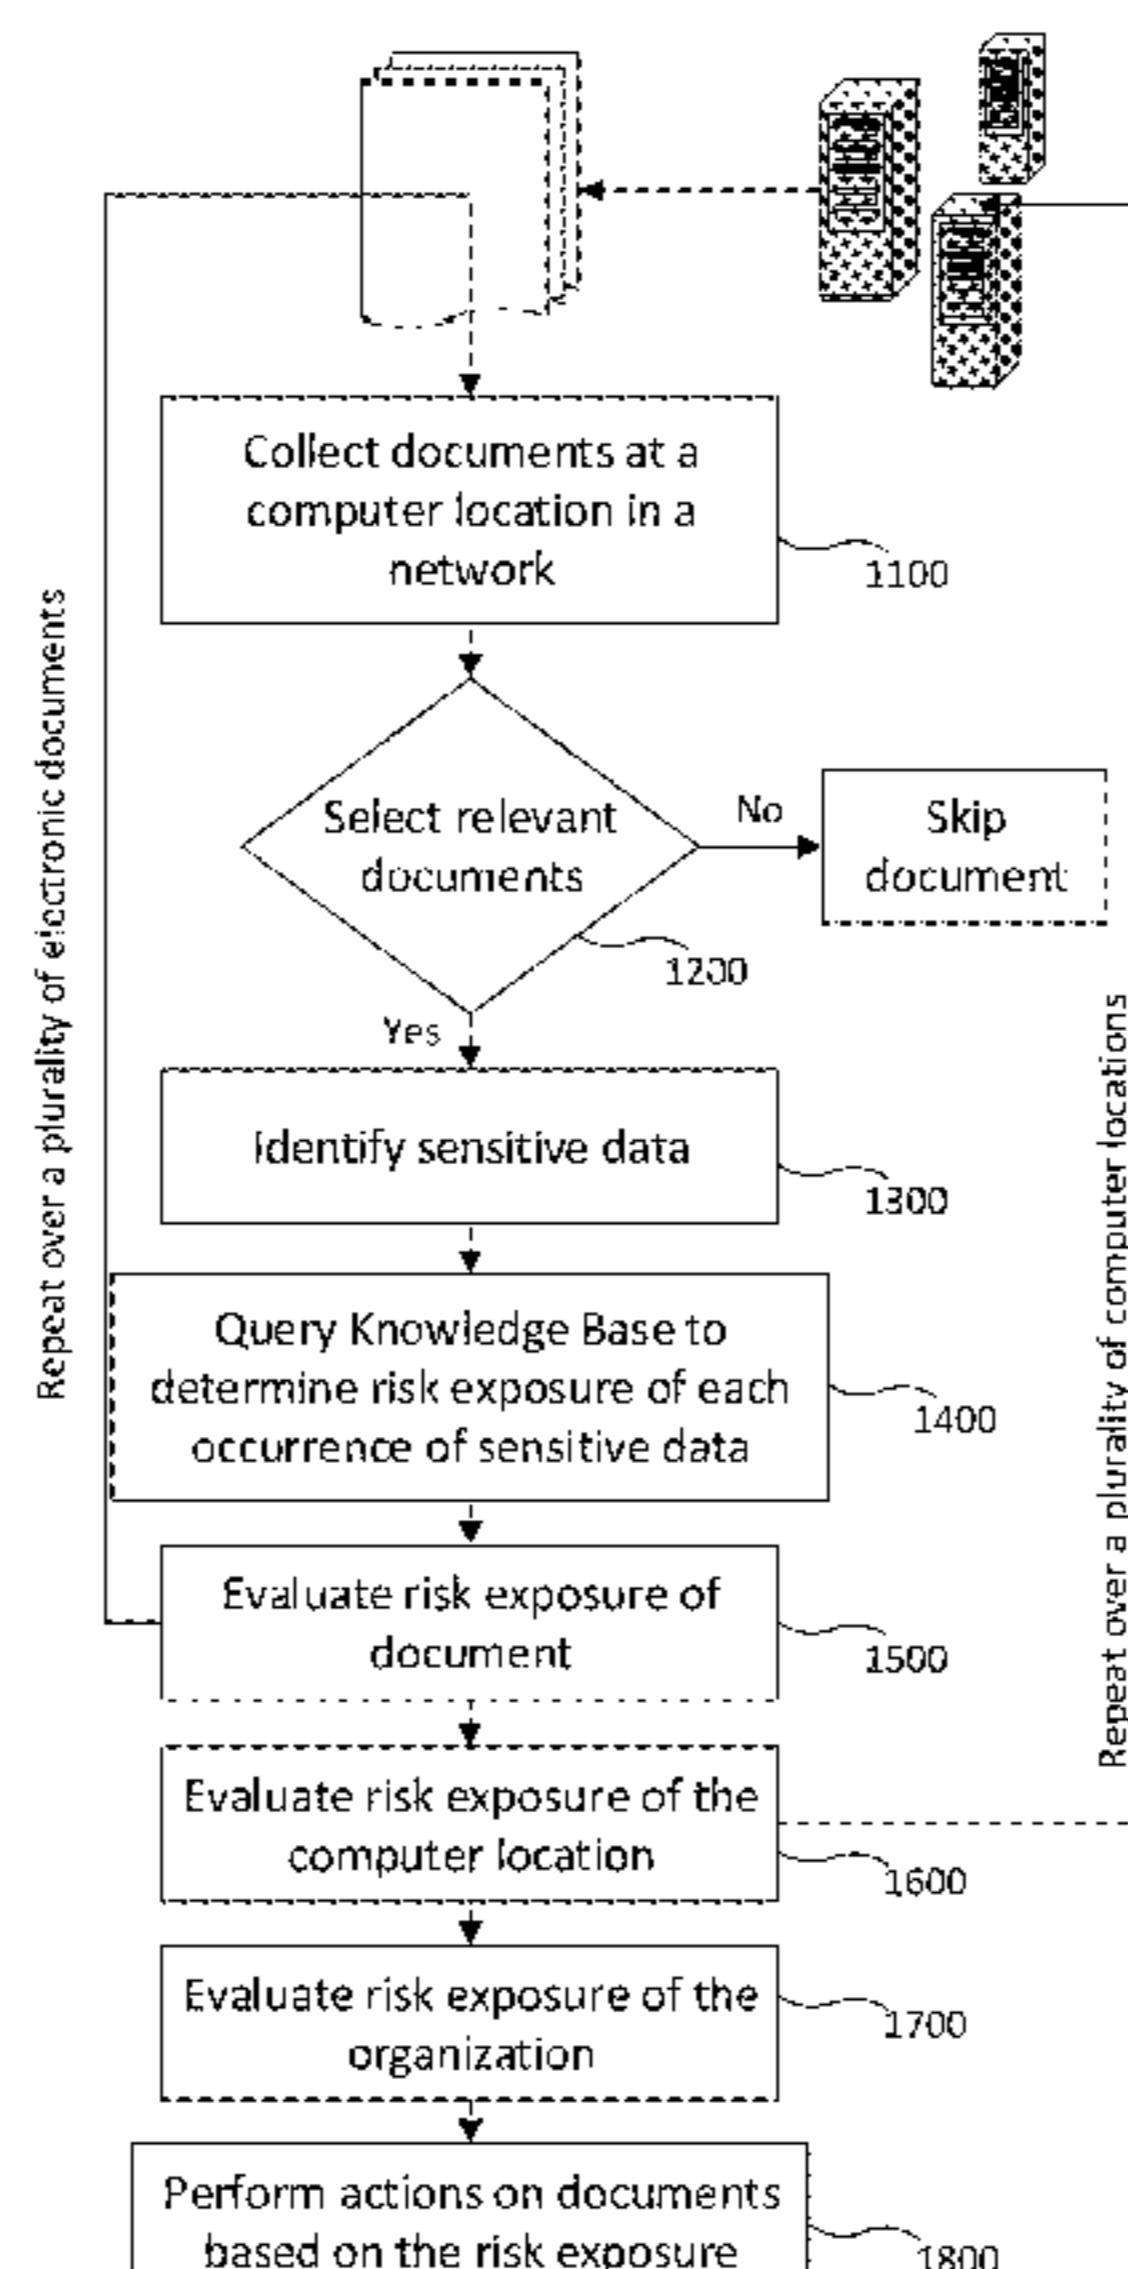 Collect documents at a
computer location in a
network
1100
Select relevant
documents
No
Skip
document
1200
Yes
Identify sensitive data
1300
Query Knowledge Base to
determine risk exposure of each
occurrence of sensitive data
1400
Evaluate risk exposure of
document
1500
Evaluate risk exposure of the
computer location
1600
Evaluate risk exposure of the
organization
1700
Perform actions on documents
based on the risk exposure
1800
Repeat over a plurality of electronic documents
Repeat over a plurality of computer locations